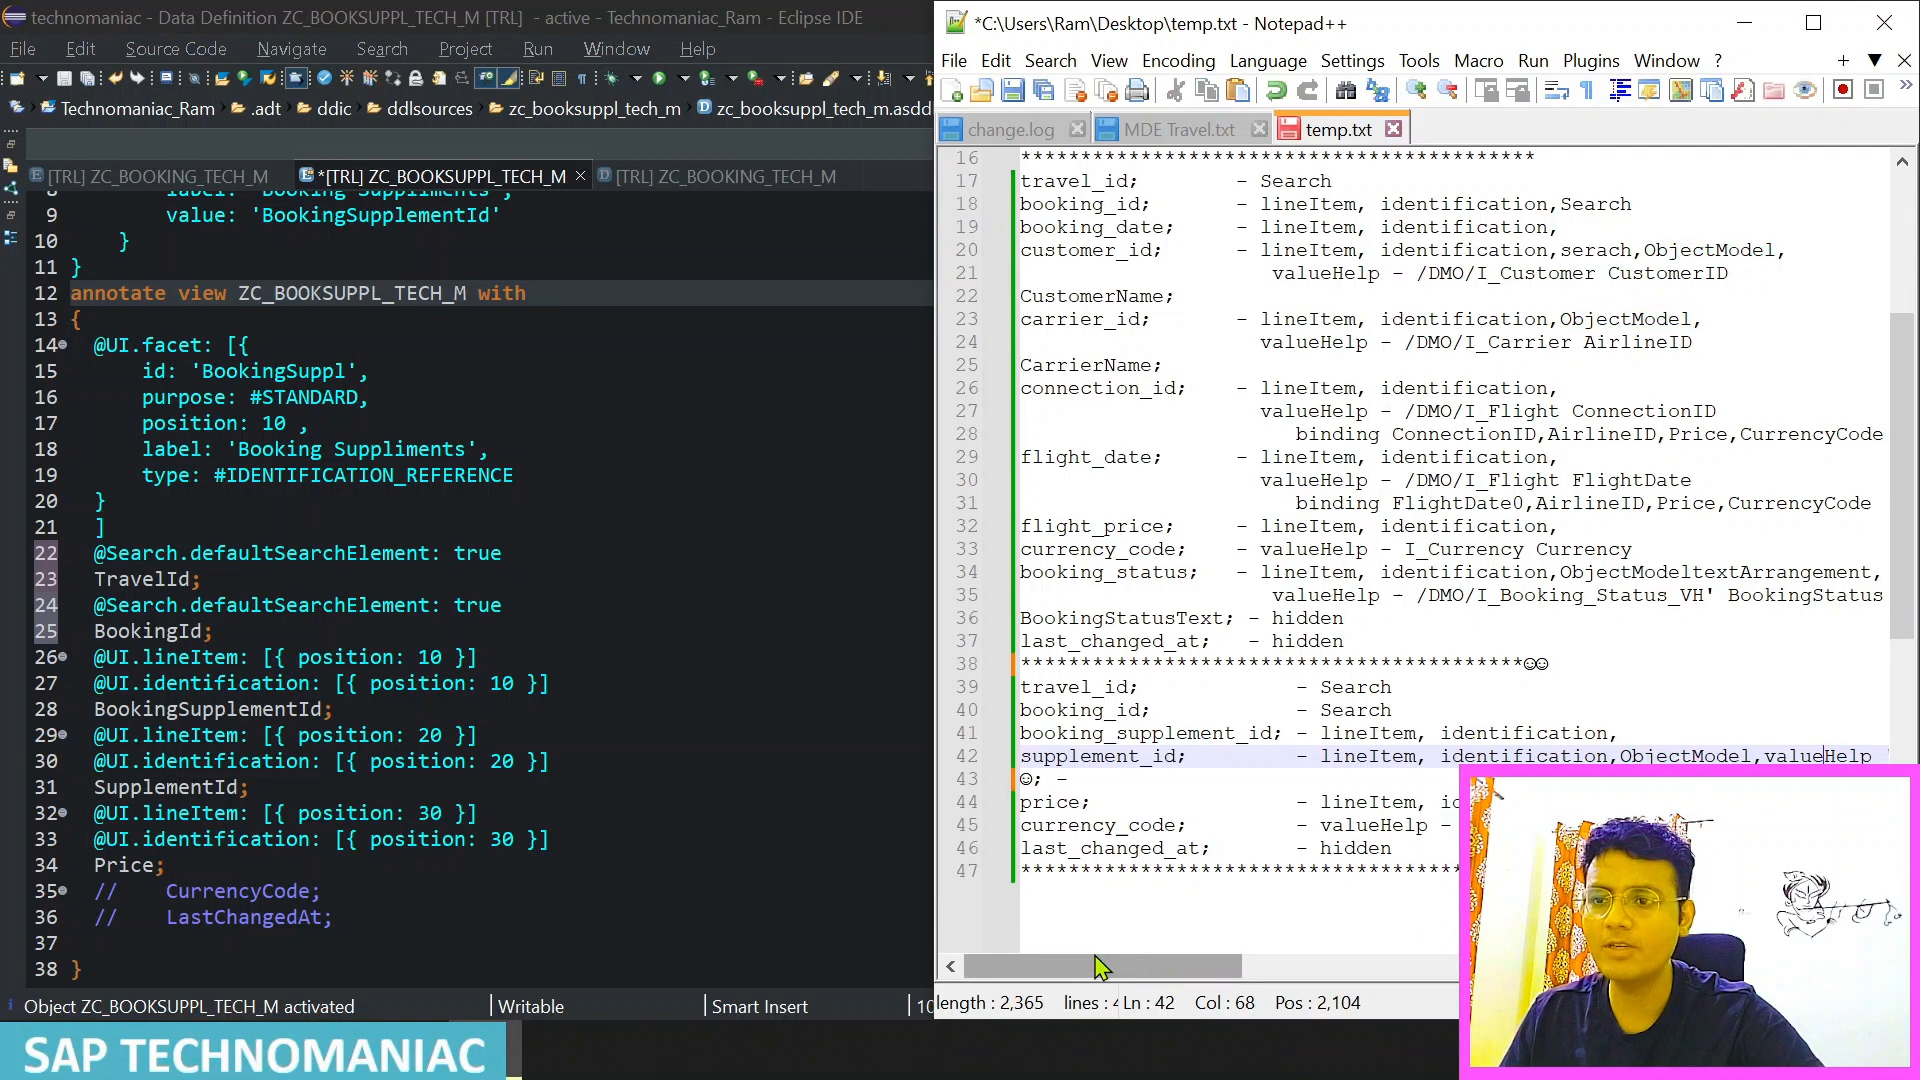 technomaniac - Data Definition ZC_BOOKSUPPL_TECH_M [TRL] - active - Technomaniac_Ram - Eclipse IDE
File Edit Source Code Navigate Search Project Run Window Help
Technomaniac_Ram .adt ddic ddlsources zc_booksuppl_tech_m zc_booksuppl_tech_m.asddl
[TRL] ZC_BOOKING_TECH_M *[TRL] ZC_BOOKSUPPL_TECH_M [TRL] ZC_BOOKING_TECH_M
8 label: 'Booking Suppliments',
9 value: 'BookingSupplementId'
10 }
11 }
12 annotate view ZC_BOOKSUPPL_TECH_M with
13 {
14 @UI.facet: [{
15 id: 'BookingSuppl',
16 purpose: #STANDARD,
17 position: 10 ,
18 label: 'Booking Suppliments',
19 type: #IDENTIFICATION_REFERENCE
20 }
21 ]
22 @Search.defaultSearchElement: true
23 TravelId;
24 @Search.defaultSearchElement: true
25 BookingId;
26 @UI.lineItem: [{ position: 10 }]
27 @UI.identification: [{ position: 10 }]
28 BookingSupplementId;
29 @UI.lineItem: [{ position: 20 }]
30 @UI.identification: [{ position: 20 }]
31 SupplementId;
32 @UI.lineItem: [{ position: 30 }]
33 @UI.identification: [{ position: 30 }]
34 Price;
35 // CurrencyCode;
36 // LastChangedAt;
37
38 }
Object ZC_BOOKSUPPL_TECH_M activated Writable Smart Insert 10
SAP TECHNOMANIAC
*C:\Users\Ram\Desktop\temp.txt - Notepad++
File Edit Search View Encoding Language Settings Tools Macro Run Plugins Window ?
change.log MDE Travel.txt temp.txt
16 *******************************************
17 travel_id; - Search
18 booking_id; - lineItem, identification,Search
19 booking_date; - lineItem, identification,
20 customer_id; - lineItem, identification,serach,ObjectModel,
21 valueHelp - /DMO/I_Customer CustomerID
22 CustomerName;
23 carrier_id; - lineItem, identification,ObjectModel,
24 valueHelp - /DMO/I_Carrier AirlineID
25 CarrierName;
26 connection_id; - lineItem, identification,
27 valueHelp - /DMO/I_Flight ConnectionID
28 binding ConnectionID,AirlineID,Price,CurrencyCode
29 flight_date; - lineItem, identification,
30 valueHelp - /DMO/I_Flight FlightDate
31 binding FlightDate0,AirlineID,Price,CurrencyCode
32 flight_price; - lineItem, identification,
33 currency_code; - valueHelp - I_Currency Currency
34 booking_status; - lineItem, identification,ObjectModeltextArrangement,
35 valueHelp - /DMO/I_Booking_Status_VH' BookingStatus
36 BookingStatusText; - hidden
37 last_changed_at; - hidden
38 ******************************************☺☺
39 travel_id; - Search
40 booking_id; - Search
41 booking_supplement_id; - lineItem, identification,
42 supplement_id; - lineItem, identification,ObjectModel,valueHelp
43 ☺; -
44 price; - lineItem,
45 currency_code; - valueHelp -
46 last_changed_at; - hidden
47 *************************************
length : 2,365 lines : Ln : 42 Col : 68 Pos : 2,104